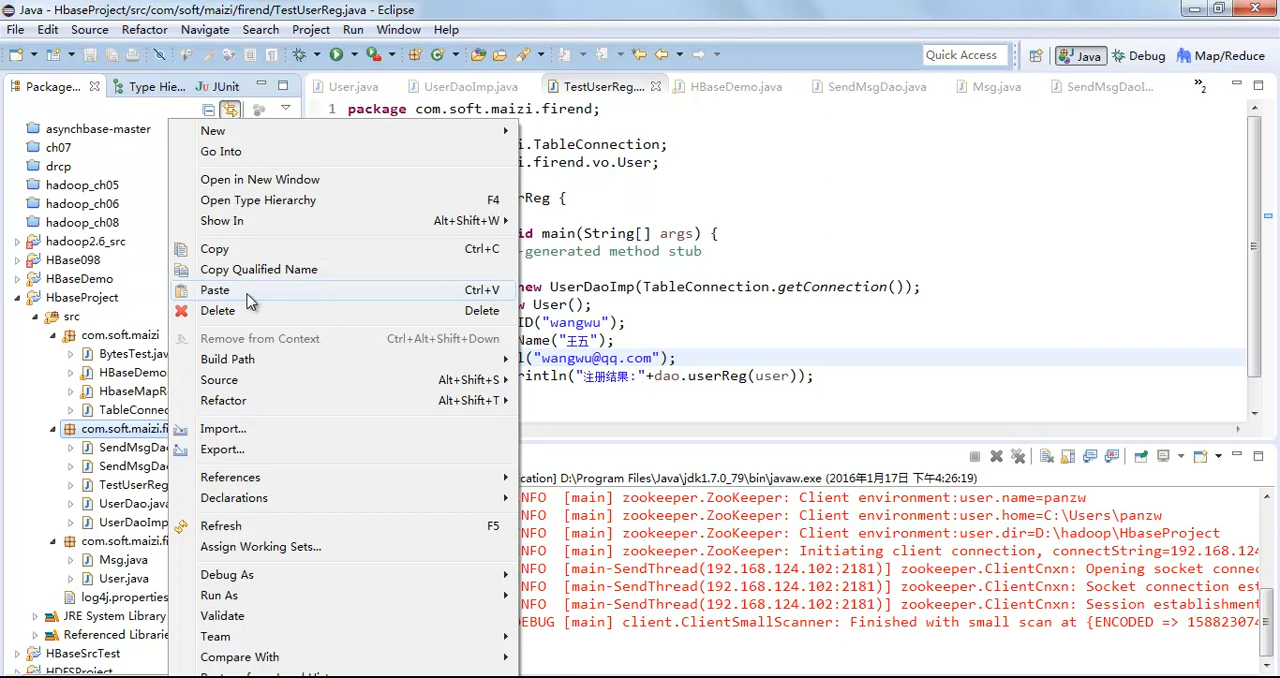 Java - HbaseProject/src/com/soft/maizi/firend/TestUserReg.java - Eclipse
File Edit Source Refactor Navigate Search Project Run Window Help
Quick Access Java Debug Map/Reduce
Package... Type Hie... JUnit
User.java UserDaoImp.java TestUserReg.... HBaseDemo.java SendMsgDao.java Msg.java SendMsgDaoI... »2
asynchbase-master
ch07
drcp
hadoop_ch05
hadoop_ch06
hadoop_ch08
hadoop2.6_src
HBase098
HBaseDemo
HbaseProject
src
com.soft.maizi
BytesTest.jav
HBaseDemo
HbaseMapR
TableConnec
com.soft.maizi.fi
SendMsgDao
SendMsgDao
TestUserReg
UserDao.java
UserDaoImp
com.soft.maizi.fi
Msg.java
User.java
log4j.properties
JRE System Library
Referenced Librarie
HBaseSrcTest
HDFSProject
New
Go Into
Open in New Window
Open Type Hierarchy F4
Show In Alt+Shift+W
Copy Ctrl+C
Copy Qualified Name
Paste Ctrl+V
Delete Delete
Remove from Context Ctrl+Alt+Shift+Down
Build Path
Source Alt+Shift+S
Refactor Alt+Shift+T
Import...
Export...
References
Declarations
Refresh F5
Assign Working Sets...
Debug As
Run As
Validate
Team
Compare With
1 package com.soft.maizi.firend;
i.TableConnection;
i.firend.vo.User;
rReg {
id main(String[] args) {
-generated method stub
new UserDaoImp(TableConnection.getConnection());
w User();
ID("wangwu");
Name("王五");
l("wangwu@qq.com");
rintln("注册结果:"+dao.userReg(user));
cation] D:\Program Files\Java\jdk1.7.0_79\bin\javaw.exe (2016年1月17日 下午4:26:19)
NFO [main] zookeeper.ZooKeeper: Client environment:user.name=panzw
NFO [main] zookeeper.ZooKeeper: Client environment:user.home=C:\Users\panzw
NFO [main] zookeeper.ZooKeeper: Client environment:user.dir=D:\hadoop\HbaseProject
NFO [main] zookeeper.ZooKeeper: Initiating client connection, connectString=192.168.124
NFO [main-SendThread(192.168.124.102:2181)] zookeeper.ClientCnxn: Opening socket connec
NFO [main-SendThread(192.168.124.102:2181)] zookeeper.ClientCnxn: Socket connection est
NFO [main-SendThread(192.168.124.102:2181)] zookeeper.ClientCnxn: Session establishment
DEBUG [main] client.ClientSmallScanner: Finished with small scan at {ENCODED => 158823074